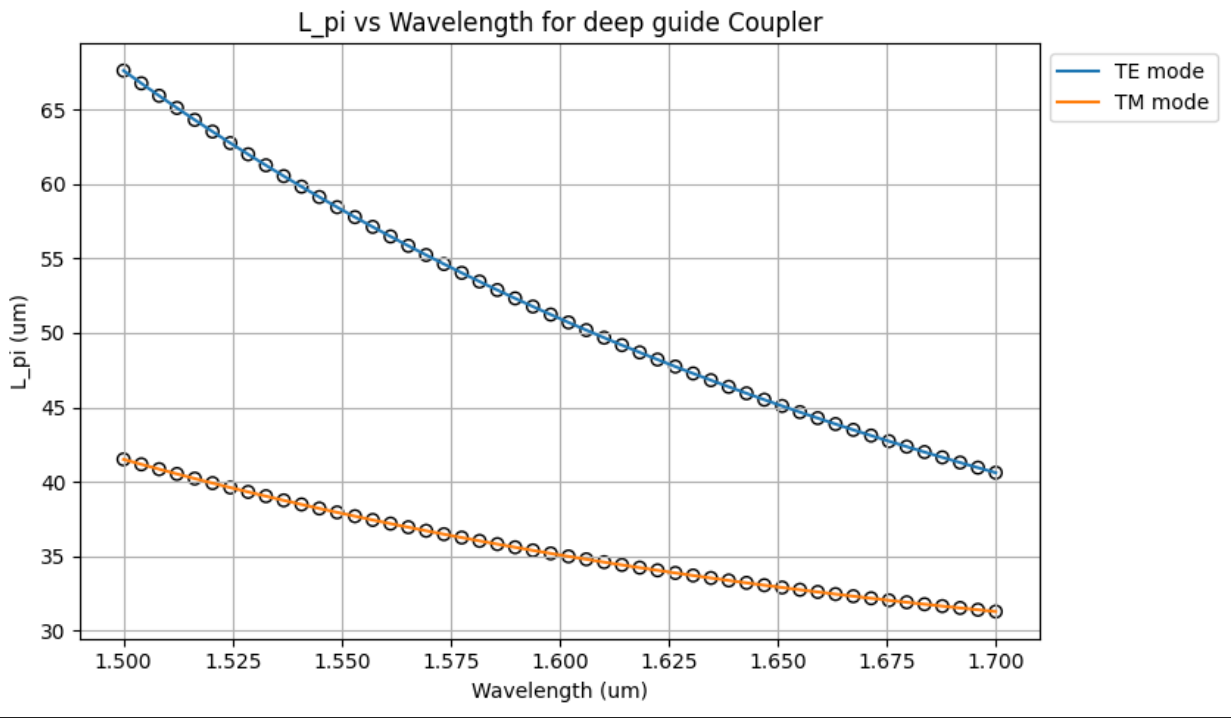 L_pi vs Wavelength for deep guide Coupler
TE mode
TM mode
L_pi (um)
65
60
55
50
45
40
35
30
1.500 1.525 1.550 1.575 1.600 1.625 1.650 1.675 1.700
Wavelength (um)